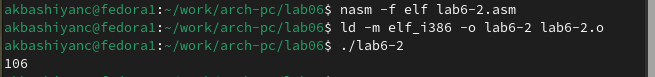 akbashiyanc@fedora1:~/work/arch-pc/lab06$ nasm -f elf lab6-2.asm
akbashiyanc@fedora1:~/work/arch-pc/lab06$ ld -m elf_i386 -o lab6-2 lab6-2.o
akbashiyanc@fedora1:~/work/arch-pc/lab06$ ./lab6-2
106